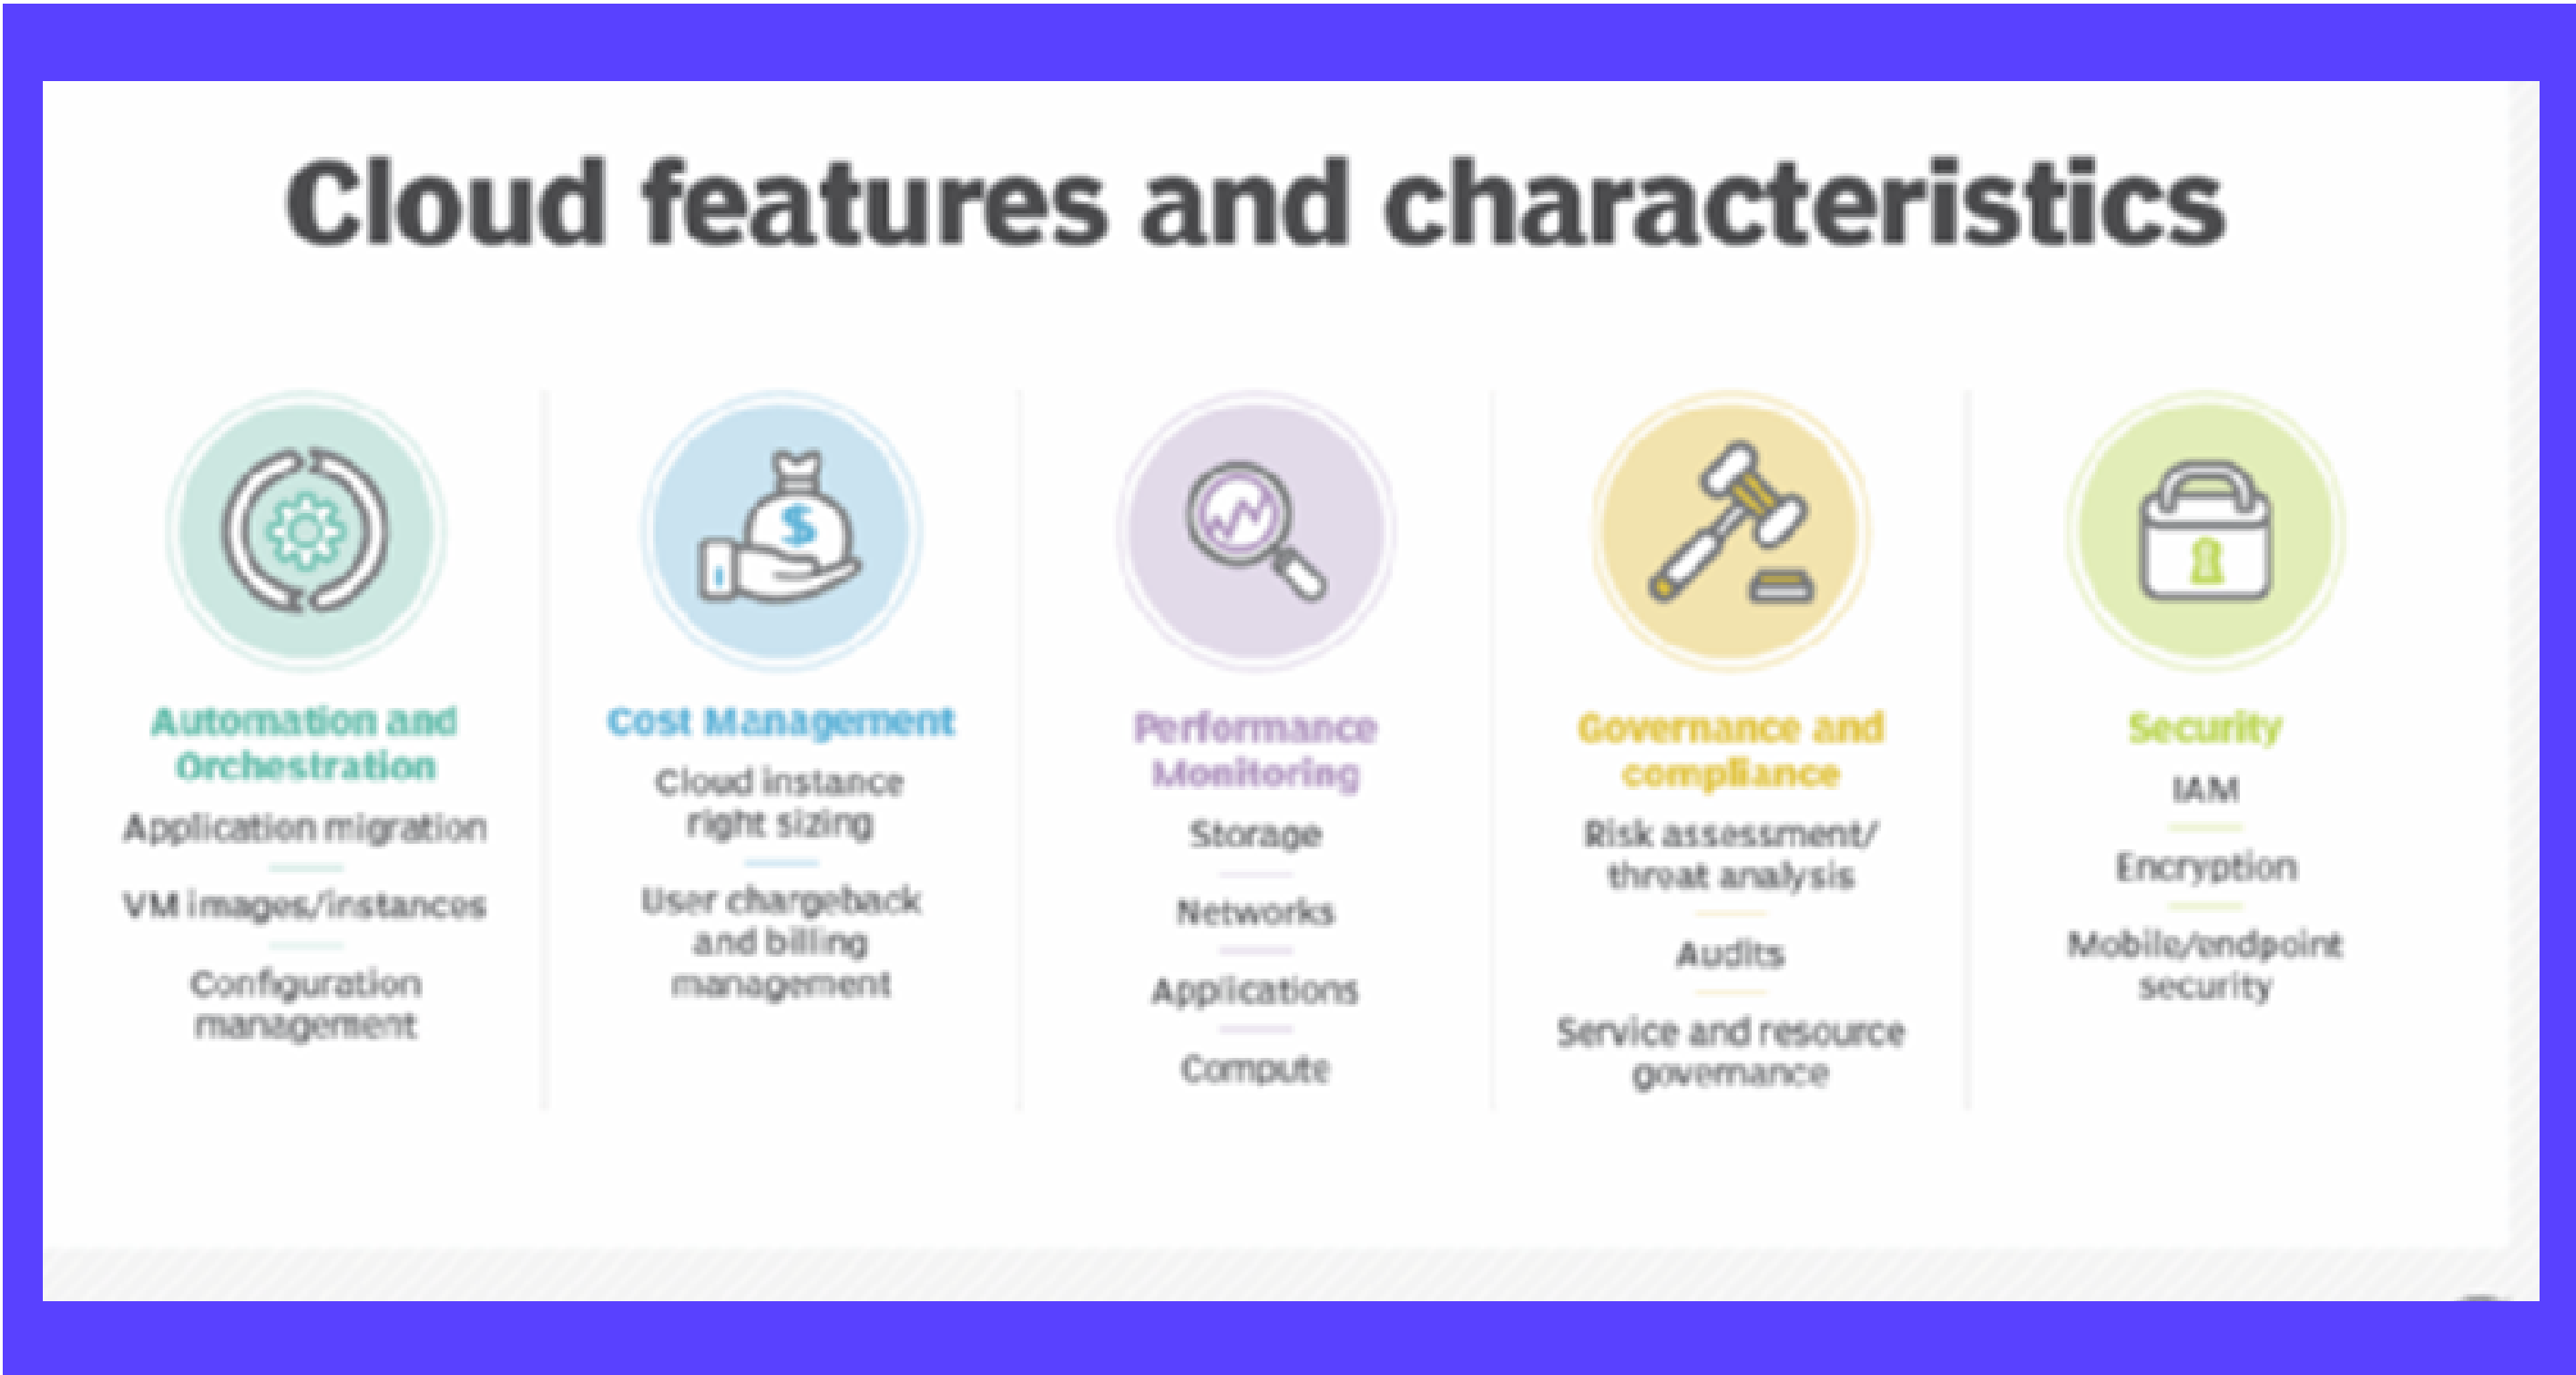 Cloud features and characteristics
Automation and
Orchestration
Application migration
VM images/instances
Configuration
management
Cost Management
Cloud instance
right sizing
User chargeback
and billing
management
$
Performance
Monitoring
Storage
Networks
Applications
Compute
Governance and
compliance
Risk assessment/
threat analysis
Audits
Service and resource
governance
Security
IAM
Encryption
Mobile/endpoint
security